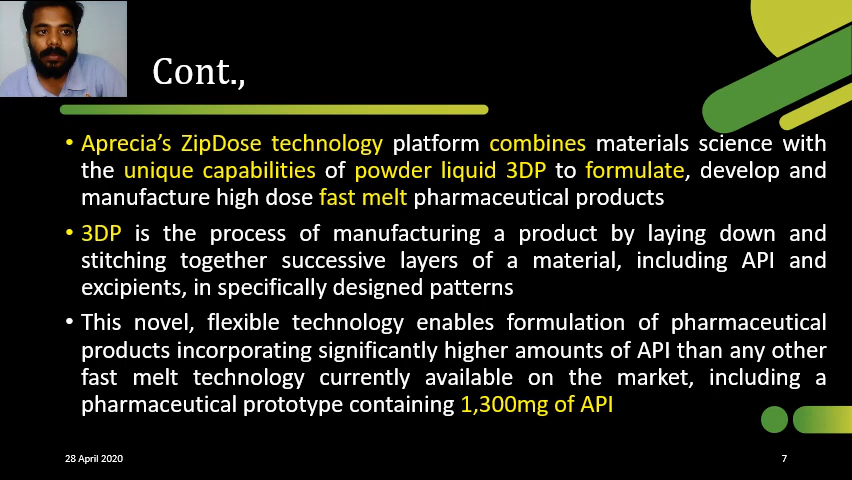 Cont.,
• Aprecia's ZipDose technology platform combines materials science with
the unique capabilities of powder liquid 3DP to formulate, develop and
manufacture high dose fast melt pharmaceutical products
• 3DP is the process of manufacturing a product by laying down and
stitching together successive layers of a material, including API and
excipients, in specifically designed patterns
• This novel, flexible technology enables formulation of pharmaceutical
products incorporating significantly higher amounts of API than any other
fast melt technology currently available on the market, including a
pharmaceutical prototype containing 1,300mg of API
28 April 2020
7